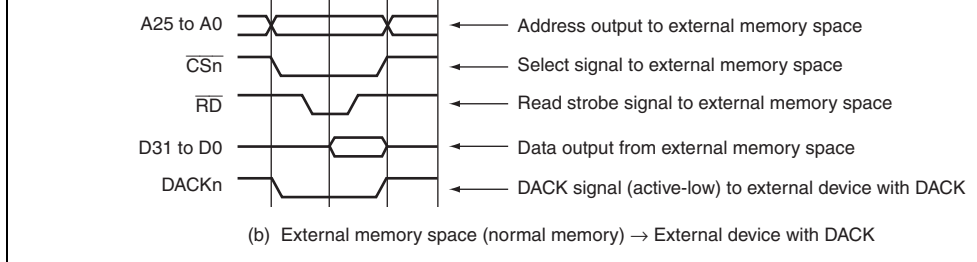 A25 to A0 Address output to external memory space
CSn Select signal to external memory space
RD Read strobe signal to external memory space
D31 to D0 Data output from external memory space
DACKn DACK signal (active-low) to external device with DACK
(b) External memory space (normal memory) → External device with DACK